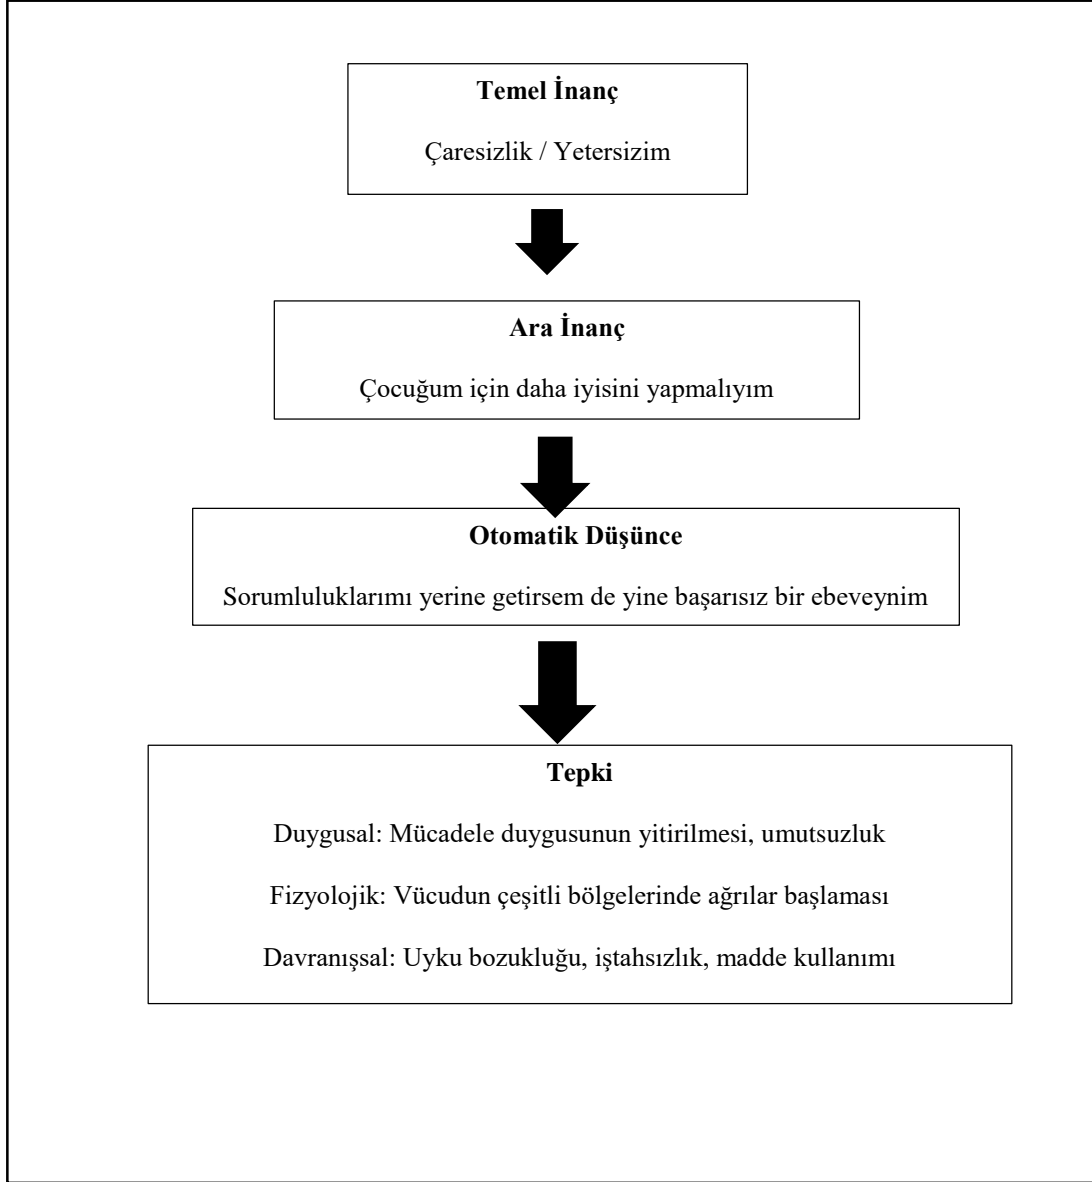 Temel İnanç
Çaresizlik / Yetersizim
Ara İnanç
Çocuğum için daha iyisini yapmalıyım
Otomatik Düşünce
Sorumluluklarımı yerine getirsem de yine başarısız bir ebeveynim
Tepki
Duygusal: Mücadele duygusunun yitirilmesi, umutsuzluk
Fizyolojik: Vücudun çeşitli bölgelerinde ağrılar başlaması
Davranışsal: Uyku bozukluğu, iştahsızlık, madde kullanımı